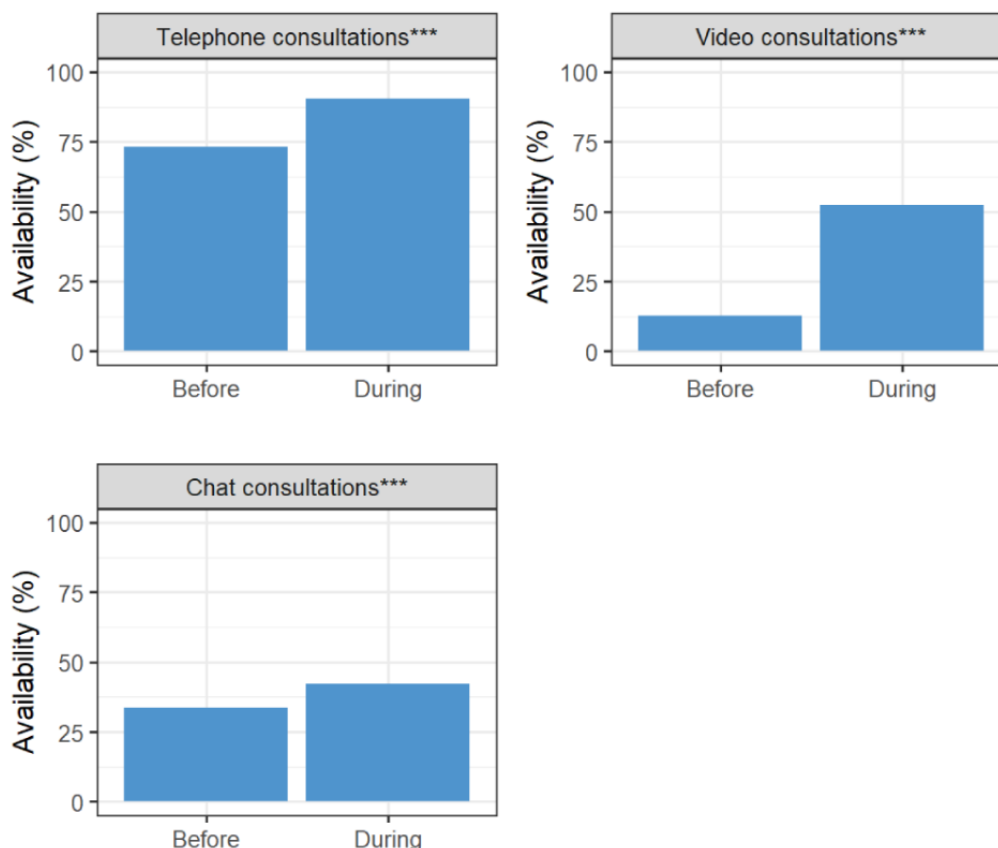 Telephone consultations***
Availability (%)
100
75
50
25
0
Before During
Video consultations***
Availability (%)
100
75
50
25
0
Before During
Chat consultations***
Availability (%)
100
75
50
25
0
Before During